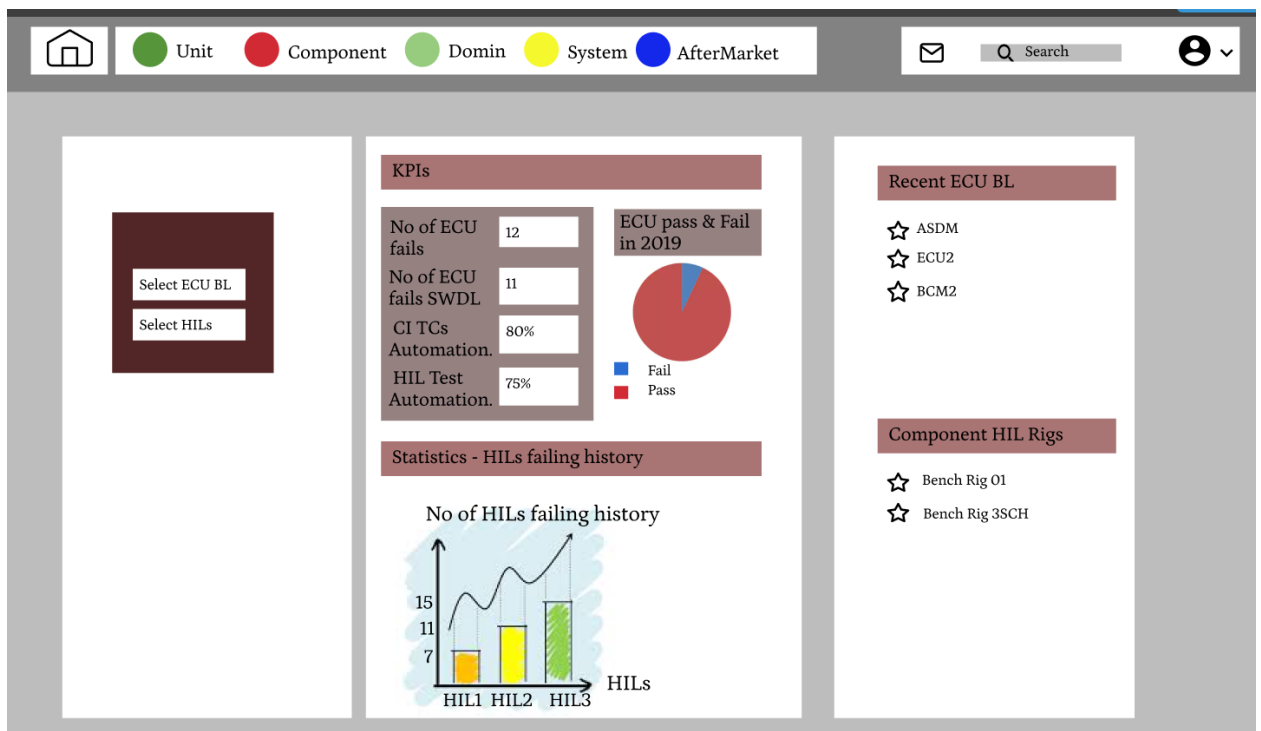 Unit
Component
Domin
System
AfterMarket
Search
Select ECU BL
Select HILs
KPIs
No of ECU
fails
12
No of ECU
fails SWDL
11
CI TCs
Automation.
80%
HIL Test
Automation.
75%
ECU pass & Fail
in 2019
Fail
Pass
Statistics - HILs failing history
No of HILs failing history
15
11
7
HIL1 HIL2 HIL3
HILs
Recent ECU BL
ASDM
ECU2
BCM2
Component HIL Rigs
Bench Rig 01
Bench Rig 3SCH